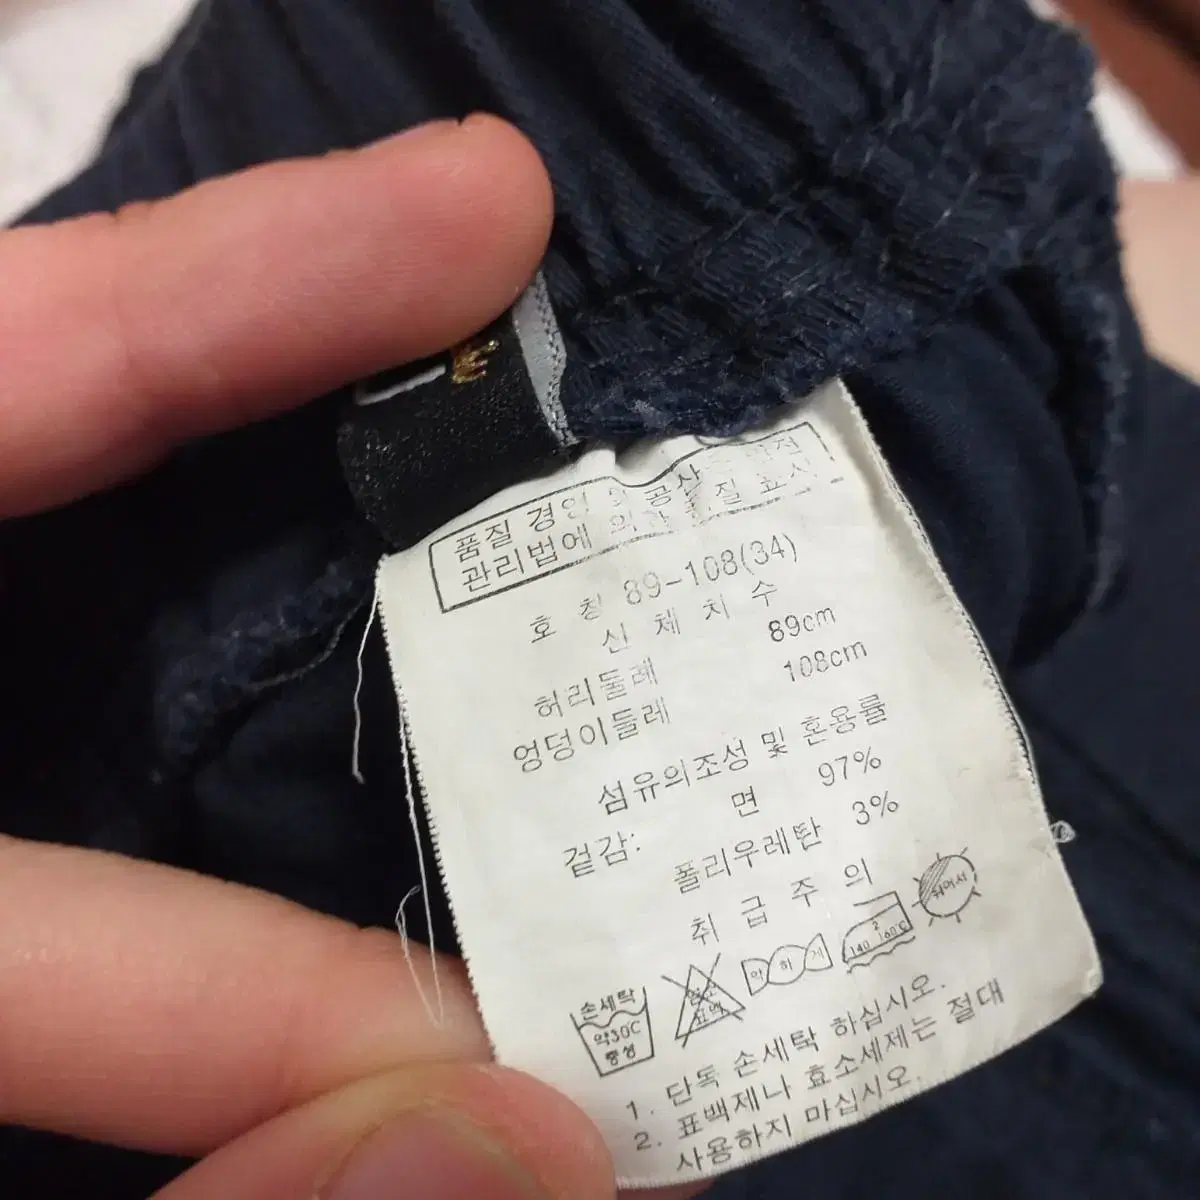 품질 경영 및 공산품안전
관리법에 의한 품질 표시
호 칭 89-108(34)
신 체 치 수
허리둘레 89cm
엉덩이둘레 108cm
섬유의조성 및 혼용률
겉감: 면 97%
폴리우레탄 3%
취 급 주 의
손세탁
약30℃
중성
염소
표백
약 하 게
2
140 160℃
뉘어서
1. 단독 손세탁 하십시오.
2. 표백제나 효소세제는 절대
사용하지 마십시오.